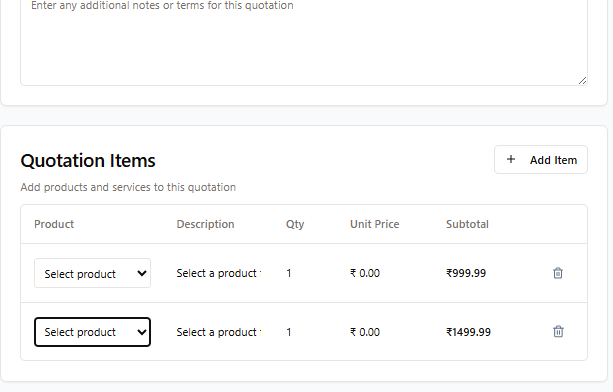 Enter any additional notes or terms for this quotation
Quotation Items
+ Add Item
Add products and services to this quotation
Product Description Qty Unit Price Subtotal
Select product Select a product 1 ₹ 0.00 ₹999.99
Select product Select a product 1 ₹ 0.00 ₹1499.99